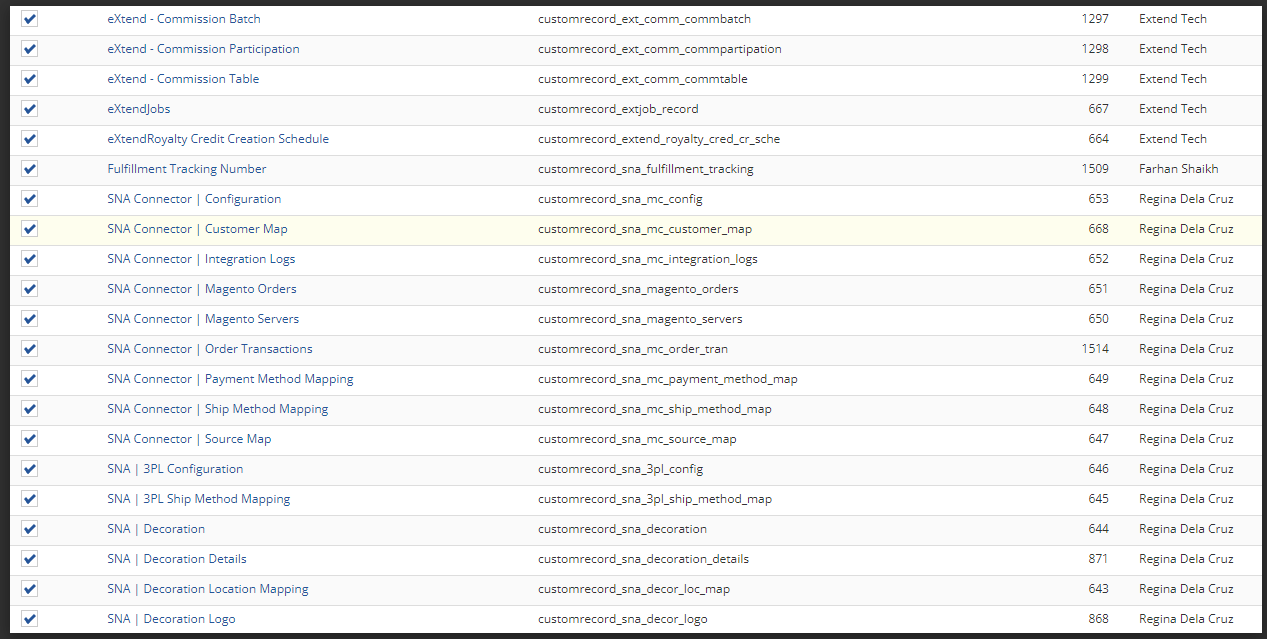 eXtend - Commission Batch customrecord_ext_comm_commbatch 1297 Extend Tech
eXtend - Commission Participation customrecord_ext_comm_commpartipation 1298 Extend Tech
eXtend - Commission Table customrecord_ext_comm_commtable 1299 Extend Tech
eXtendJobs customrecord_extjob_record 667 Extend Tech
eXtendRoyalty Credit Creation Schedule customrecord_extend_royalty_cred_cr_sche 664 Extend Tech
Fulfillment Tracking Number customrecord_sna_fulfillment_tracking 1509 Farhan Shaikh
SNA Connector | Configuration customrecord_sna_mc_config 653 Regina Dela Cruz
SNA Connector | Customer Map customrecord_sna_mc_customer_map 668 Regina Dela Cruz
SNA Connector | Integration Logs customrecord_sna_mc_integration_logs 652 Regina Dela Cruz
SNA Connector | Magento Orders customrecord_sna_magento_orders 651 Regina Dela Cruz
SNA Connector | Magento Servers customrecord_sna_magento_servers 650 Regina Dela Cruz
SNA Connector | Order Transactions customrecord_sna_mc_order_tran 1514 Regina Dela Cruz
SNA Connector | Payment Method Mapping customrecord_sna_mc_payment_method_map 649 Regina Dela Cruz
SNA Connector | Ship Method Mapping customrecord_sna_mc_ship_method_map 648 Regina Dela Cruz
SNA Connector | Source Map customrecord_sna_mc_source_map 647 Regina Dela Cruz
SNA | 3PL Configuration customrecord_sna_3pl_config 646 Regina Dela Cruz
SNA | 3PL Ship Method Mapping customrecord_sna_3pl_ship_method_map 645 Regina Dela Cruz
SNA | Decoration customrecord_sna_decoration 644 Regina Dela Cruz
SNA | Decoration Details customrecord_sna_decoration_details 871 Regina Dela Cruz
SNA | Decoration Location Mapping customrecord_sna_decor_loc_map 643 Regina Dela Cruz
SNA | Decoration Logo customrecord_sna_decor_logo 868 Regina Dela Cruz